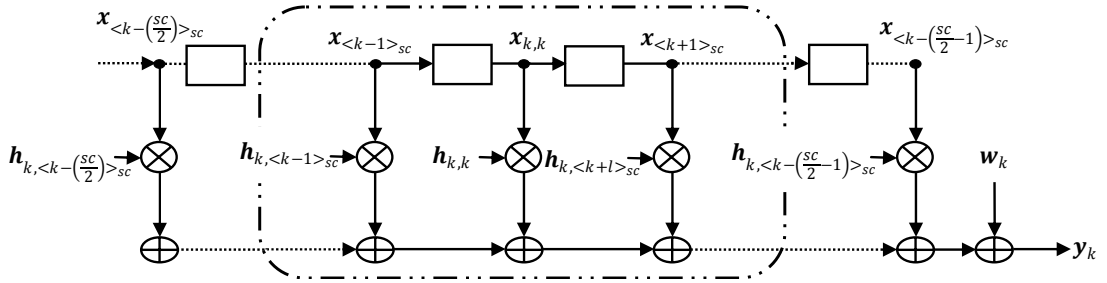 x_{<k-(sc/2)>_{sc}}
x_{<k-1>_{sc}}
x_{k,k}
x_{<k+1>_{sc}}
x_{<k-(sc/2-1)>_{sc}}
h_{k,<k-(sc/2)>_{sc}}
h_{k,<k-1>_{sc}}
h_{k,k}
h_{k,<k+l>_{sc}}
h_{k,<k-(sc/2-1)>_{sc}}
w_k
y_k